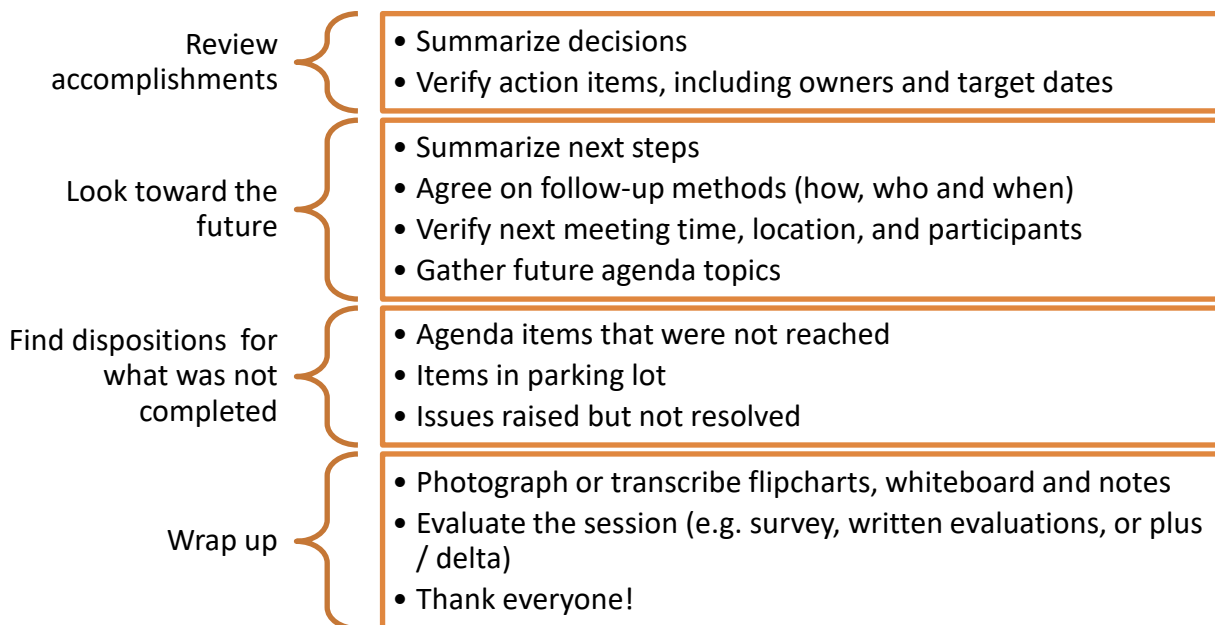 Review
accomplishments
• Summarize decisions
• Verify action items, including owners and target dates
Look toward the
future
• Summarize next steps
• Agree on follow-up methods (how, who and when)
• Verify next meeting time, location, and participants
• Gather future agenda topics
Find dispositions  for
what was not
completed
• Agenda items that were not reached
• Items in parking lot
• Issues raised but not resolved
Wrap up
• Photograph or transcribe flipcharts, whiteboard and notes
• Evaluate the session (e.g. survey, written evaluations, or plus
/ delta)
• Thank everyone!